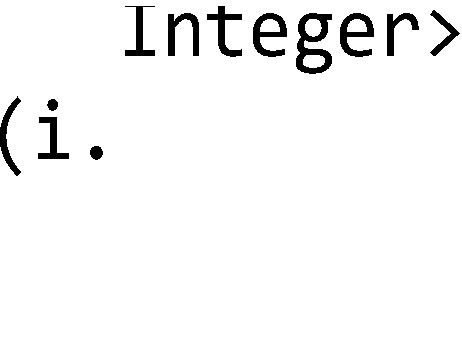 Integer>
(i.